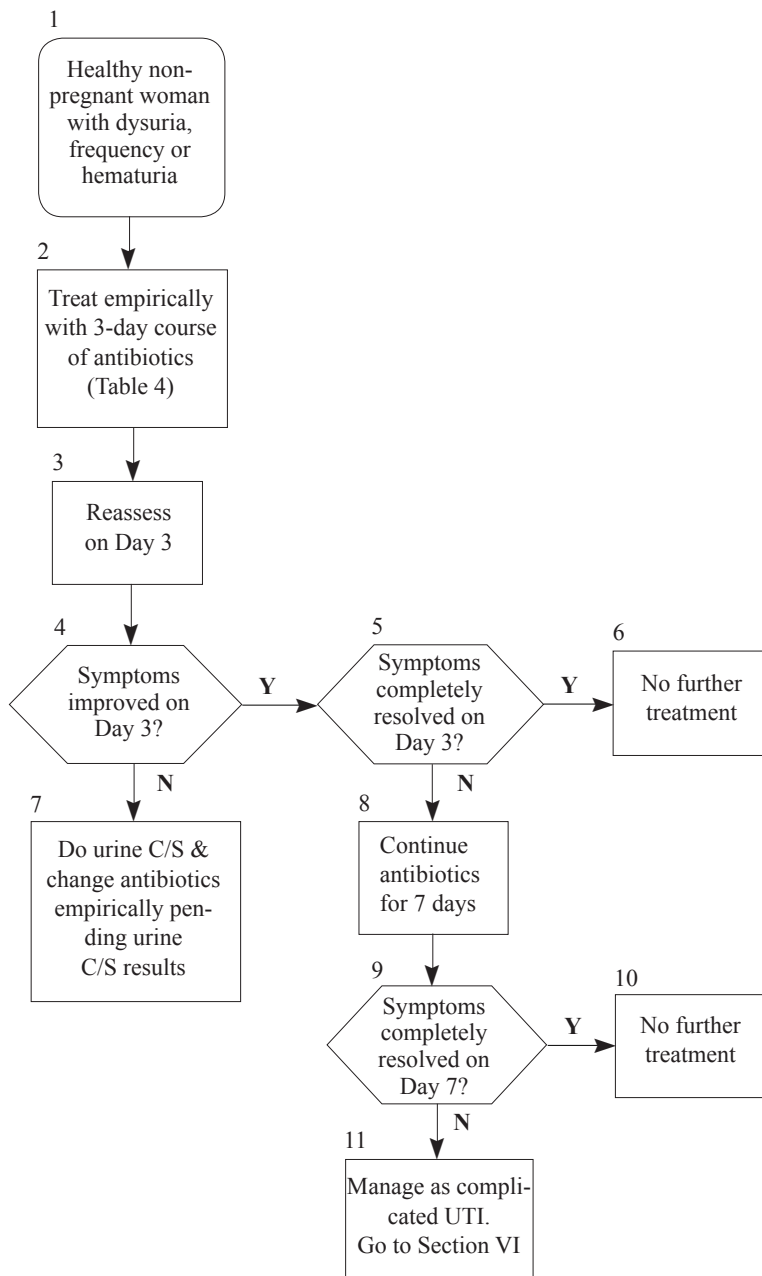 1
Healthy non-
pregnant woman
with dysuria,
frequency or
hematuria
2
Treat empirically
with 3-day course
of antibiotics
(Table 4)
3
Reassess
on Day 3
4
Symptoms
improved on
Day 3?
Y
5
Symptoms
completely
resolved on
Day 3?
Y
6
No further
treatment
N
7
Do urine C/S &
change antibiotics
empirically pen-
ding urine
C/S results
N
8
Continue
antibiotics
for 7 days
9
Symptoms
completely
resolved on
Day 7?
Y
10
No further
treatment
N
11
Manage as compli-
cated UTI.
Go to Section VI